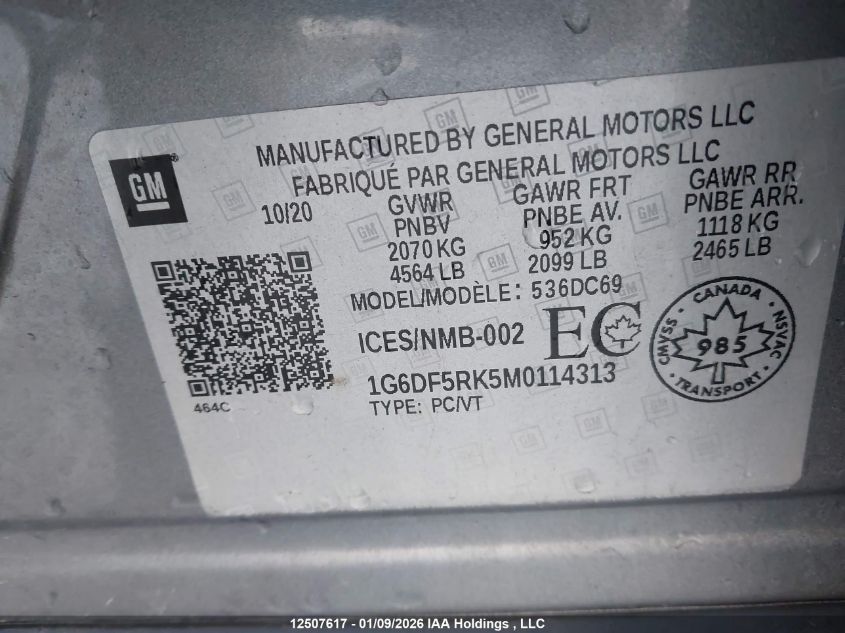 MANUFACTURED BY GENERAL MOTORS LLC
FABRIQUÉ PAR GENERAL MOTORS LLC
GM
10/20
GVWR
PNBV
2070 KG
4564 LB
GAWR FRT
PNBE AV.
952 KG
2099 LB
GAWR RR
PNBE ARR.
1118 KG
2465 LB
MODEL/MODÈLE: 536DC69
ICES/NMB-002
EC
1G6DF5RK5M0114313
TYPE: PC/VT
464C
CANADA
CMVSS
NSVAC
985
TRANSPORT
12507617 - 01/09/2026 IAA Holdings , LLC